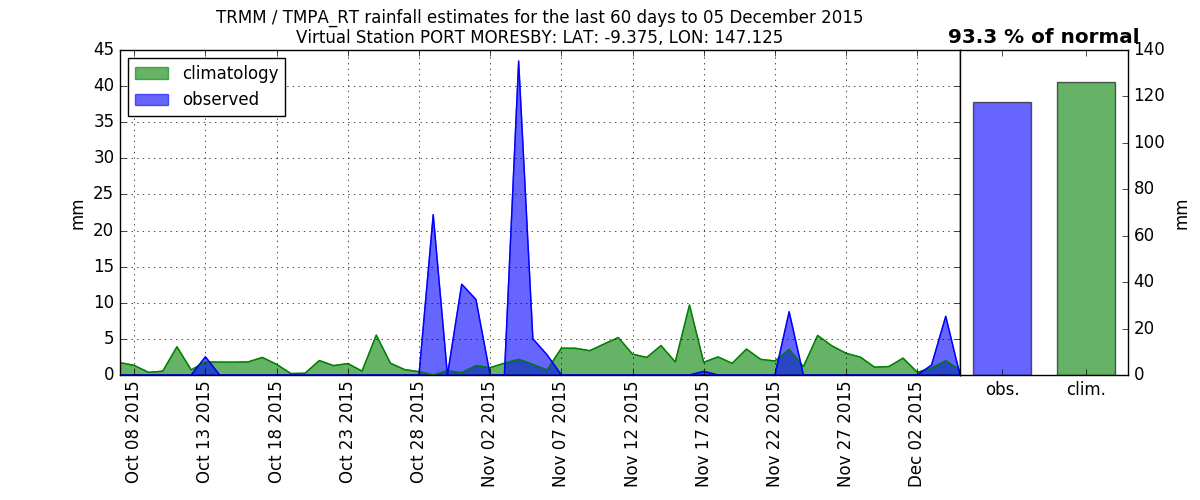 TRMM / TMPA_RT rainfall estimates for the last 60 days to 05 December 2015
Virtual Station PORT MORESBY: LAT: -9.375, LON: 147.125
93.3 % of normal
climatology
observed
mm
45
40
35
30
25
20
15
10
5
0
Oct 08 2015
Oct 13 2015
Oct 18 2015
Oct 23 2015
Oct 28 2015
Nov 02 2015
Nov 07 2015
Nov 12 2015
Nov 17 2015
Nov 22 2015
Nov 27 2015
Dec 02 2015
obs.
clim.
140
120
100
80
60
40
20
0
mm